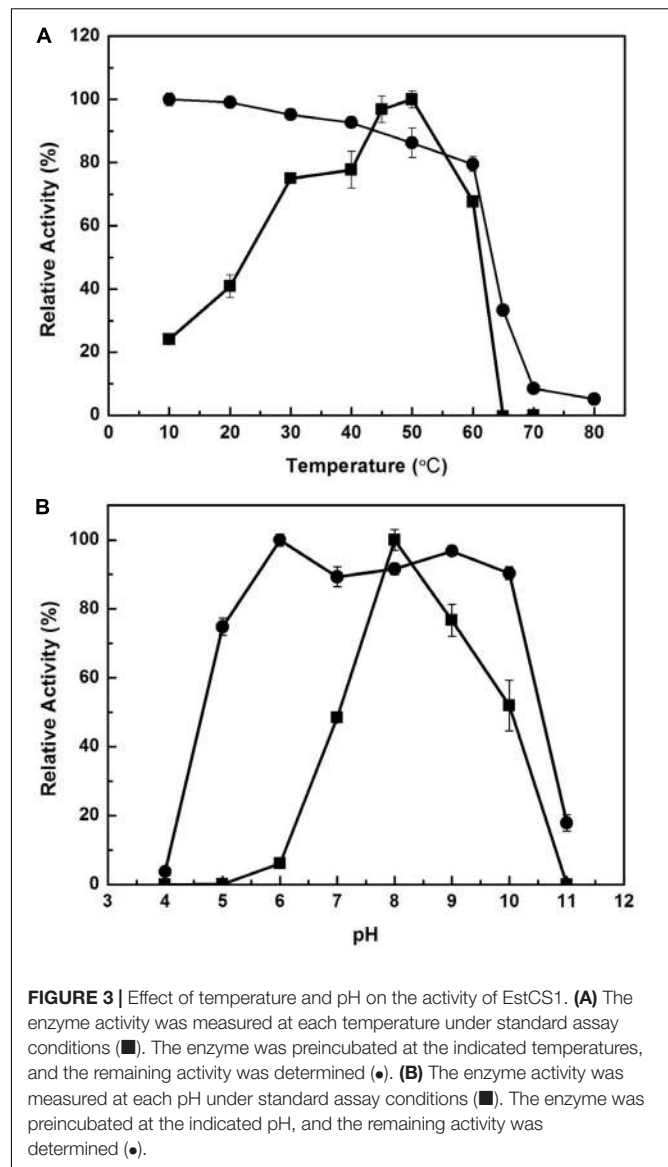 A
Relative Activity (%)
120
100
80
60
40
20
0
0 10 20 30 40 50 60 70 80
Temperature (°C)
B
Relative Activity (%)
100
80
60
40
20
0
3 4 5 6 7 8 9 10 11 12
pH
FIGURE 3 | Effect of temperature and pH on the activity of EstCS1. (A) The
enzyme activity was measured at each temperature under standard assay
conditions (■). The enzyme was preincubated at the indicated temperatures,
and the remaining activity was determined (●). (B) The enzyme activity was
measured at each pH under standard assay conditions (■). The enzyme was
preincubated at the indicated pH, and the remaining activity was
determined (●).